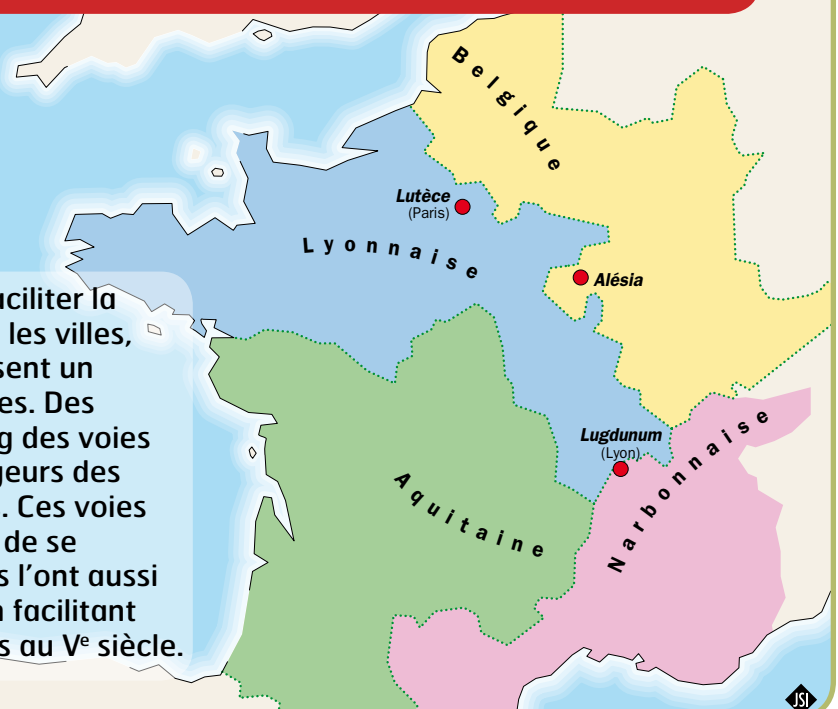 Belgique
Lutèce
(Paris)
Lyonnaise
Alésia
Lugdunum
(Lyon)
Narbonnaise
Aquitaine
aciliter la
les villes,
sent un
es. Des
g des voies
geurs des
. Ces voies
de se
s l'ont aussi
n facilitant
s au Ve siècle.
JSI